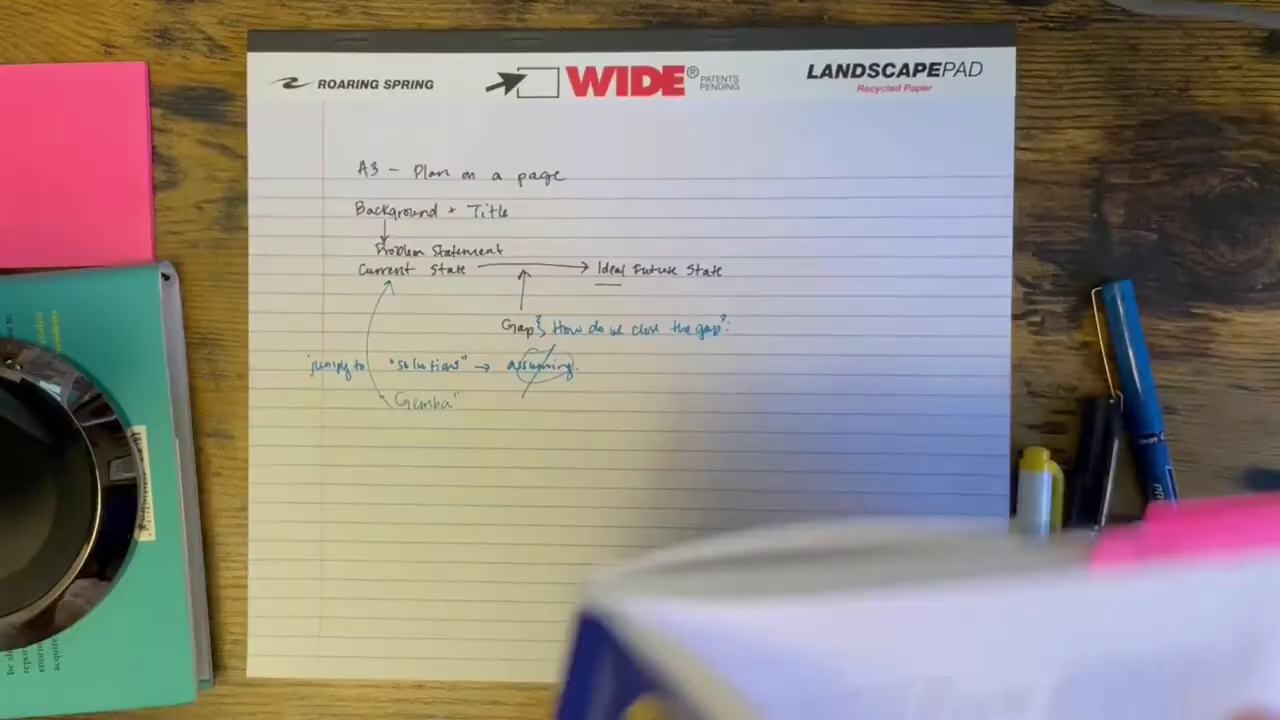 ROARING SPRING
WIDE®
PATENTS
PENDING
LANDSCAPEPAD
Recycled Paper
A3 - Plan on a page
Background + Title
Problem Statement
Current State → Ideal Future State
Gap} How do we close the gap?
jump to "solutions" → assuming.
"Gemba"